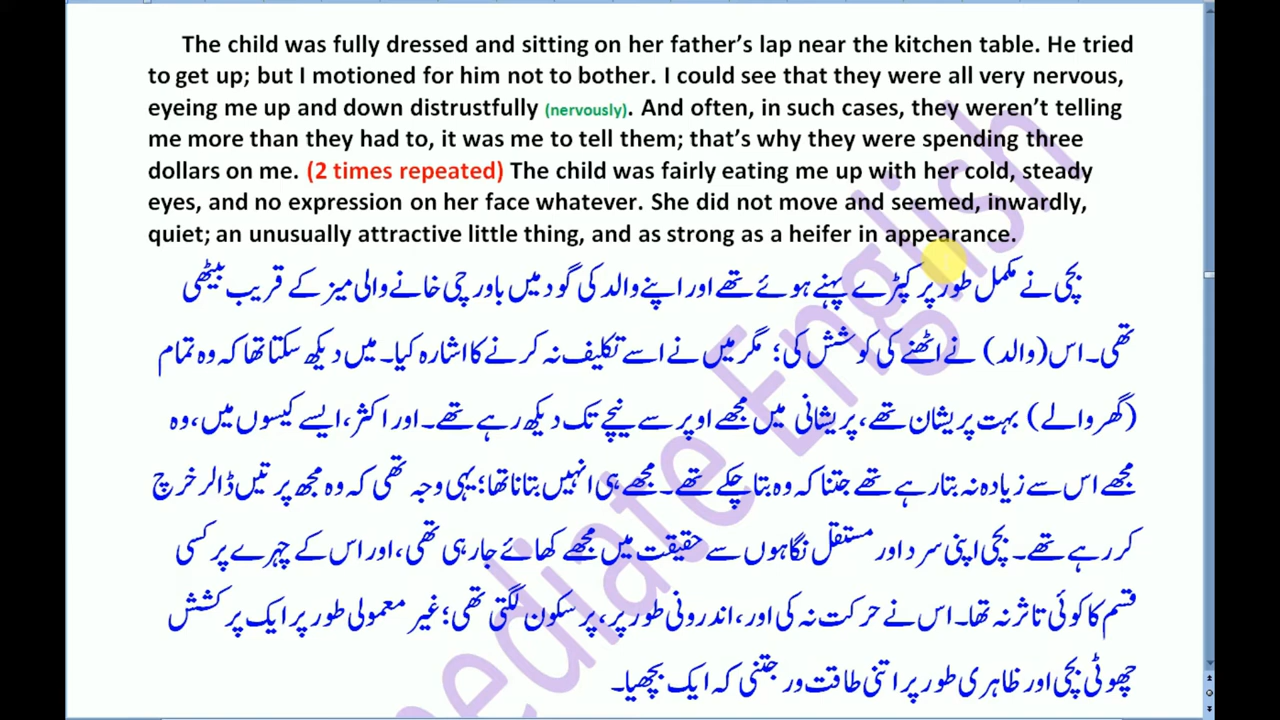 The child was fully dressed and sitting on her father's lap near the kitchen table. He tried
to get up; but I motioned for him not to bother. I could see that they were all very nervous,
eyeing me up and down distrustfully (nervously). And often, in such cases, they weren't telling
me more than they had to, it was me to tell them; that's why they were spending three
dollars on me. (2 times repeated) The child was fairly eating me up with her cold, steady
eyes, and no expression on her face whatever. She did not move and seemed, inwardly,
quiet; an unusually attractive little thing, and as strong as a heifer in appearance.
بچی نے مکمل طور پر کپڑے پہنے ہوئے تھے اور اپنے والد کی گود میں باورچی خانے والی میز کے قریب بیٹھی
تھی۔ اس (والد) نے اٹھنے کی کوشش کی؛ مگر میں نے اسے تکلیف نہ کرنے کا اشارہ کیا۔ میں دیکھ سکتا تھا کہ وہ تمام
(گھر والے) بہت پریشان تھے، پریشانی میں مجھے اوپر سے نیچے تک دیکھ رہے تھے۔ اور اکثر، ایسے کیسوں میں، وہ
مجھے اس سے زیادہ نہ بتا رہے تھے جتنا کہ وہ بتا چکے تھے۔ مجھے ہی انہیں بتانا تھا؛ یہی وجہ تھی کہ وہ مجھ پر تیں ڈالر خرچ
کر رہے تھے۔ بچی اپنی سرد اور مستقل نگاہوں سے حقیقت میں مجھے کھائے جا رہی تھی، اور اس کے چہرے پر کسی
قسم کا کوئی تاثر نہ تھا۔ اس نے حرکت نہ کی اور، اندرونی طور پر، پر سکون لگتی تھی؛ غیر معمولی طور پر ایک پر کشش
چھوٹی بچی اور ظاہری طور پر اتنی طاقت ور جتنی کہ ایک بچھیا۔
ediate English